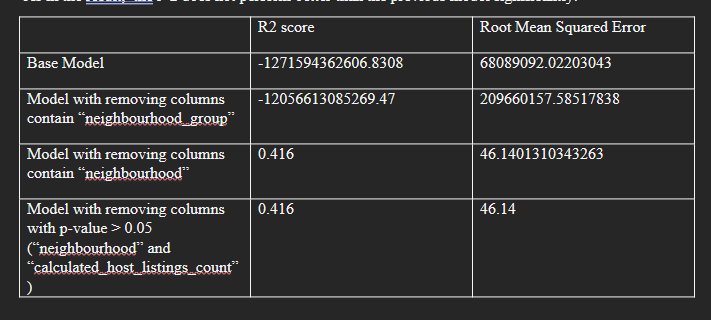 R2 score
Root Mean Squared Error
Base Model
-1271594362606.8308
68089092.02203043
Model with removing columns
contain “neighbourhood_group”
-12056613085269.47
209660157.58517838
Model with removing columns
contain “neighbourhood”
0.416
46.1401310343263
Model with removing columns
with p-value > 0.05
(“neighbourhood” and
“calculated_host_listings_count”
)
0.416
46.14